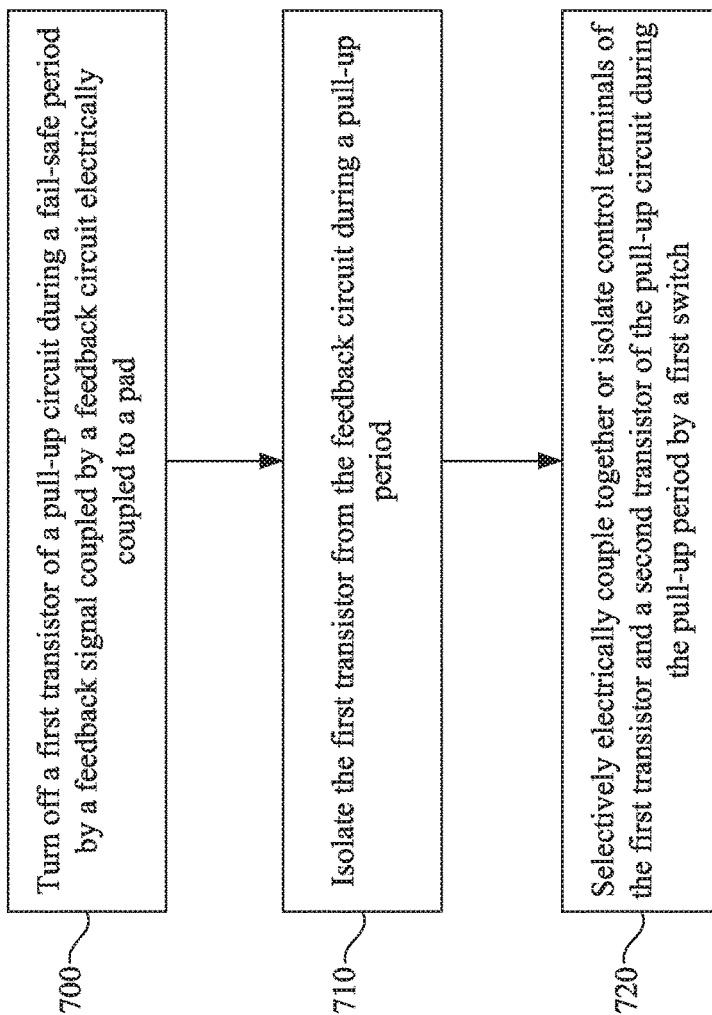 700
Turn off a first transistor of a pull-up circuit during a fail-safe period
by a feedback signal coupled by a feedback circuit electrically
coupled to a pad
710
Isolate the first transistor from the feedback circuit during a pull-up
period
720
Selectively electrically couple together or isolate control terminals of
the first transistor and a second transistor of the pull-up circuit during
the pull-up period by a first switch